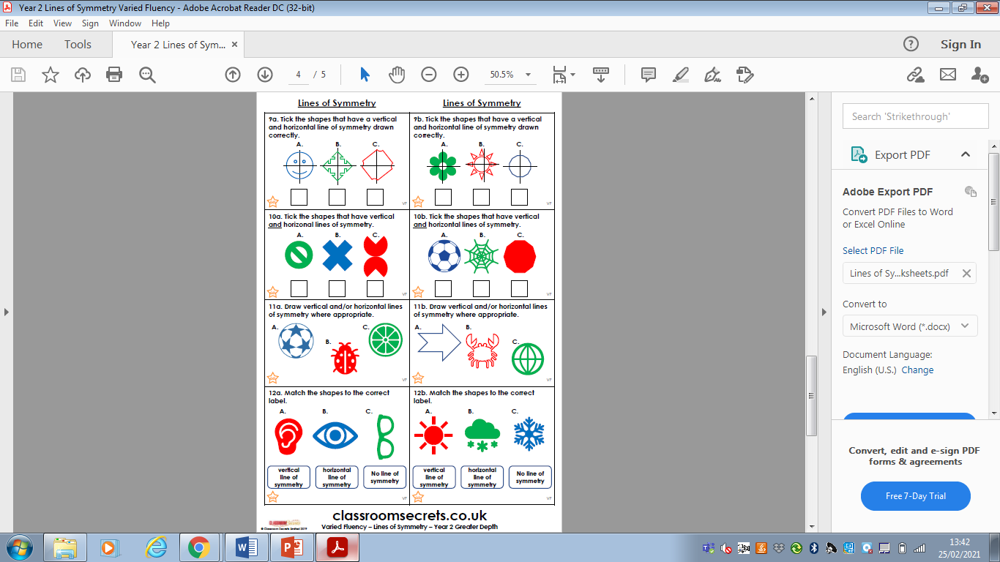 Year 2 Lines of Symmetry Varied Fluency - Adobe Acrobat Reader DC (32-bit)
File Edit View Sign Window Help
Home Tools Year 2 Lines of Sym... × Sign In
4 / 5 50.5%
Lines of Symmetry
9a. Tick the shapes that have a vertical
and horizontal line of symmetry drawn
correctly.
A. B. C.
VF
10a. Tick the shapes that have vertical
and horizonal lines of symmetry.
A. B. C.
VF
11a. Draw vertical and/or horizontal lines
of symmetry where appropriate.
A. B. C.
VF
12a. Match the shapes to the correct
label.
A. B. C.
vertical
line of
symmetry
horizontal
line of
symmetry
No line of
symmetry
VF
Lines of Symmetry
9b. Tick the shapes that have a vertical
and horizontal line of symmetry drawn
correctly.
A. B. C.
VF
10b. Tick the shapes that have vertical
and horizontal lines of symmetry.
A. B. C.
VF
11b. Draw vertical and/or horizontal lines
of symmetry where appropriate.
A. B. C.
VF
12b. Match the shapes to the correct
label.
A. B. C.
vertical
line of
symmetry
horizontal
line of
symmetry
No line of
symmetry
VF
classroomsecrets.co.uk
© Classroom Secrets Limited 2019
Varied Fluency – Lines of Symmetry – Year 2 Greater Depth
Search 'Strikethrough'
Export PDF
Adobe Export PDF
Convert PDF Files to Word
or Excel Online
Select PDF File
Lines of Sy...ksheets.pdf
Convert to
Microsoft Word (*.docx)
Document Language:
English (U.S.) Change
Convert, edit and e-sign PDF
forms & agreements
Free 7-Day Trial
13:42
25/02/2021